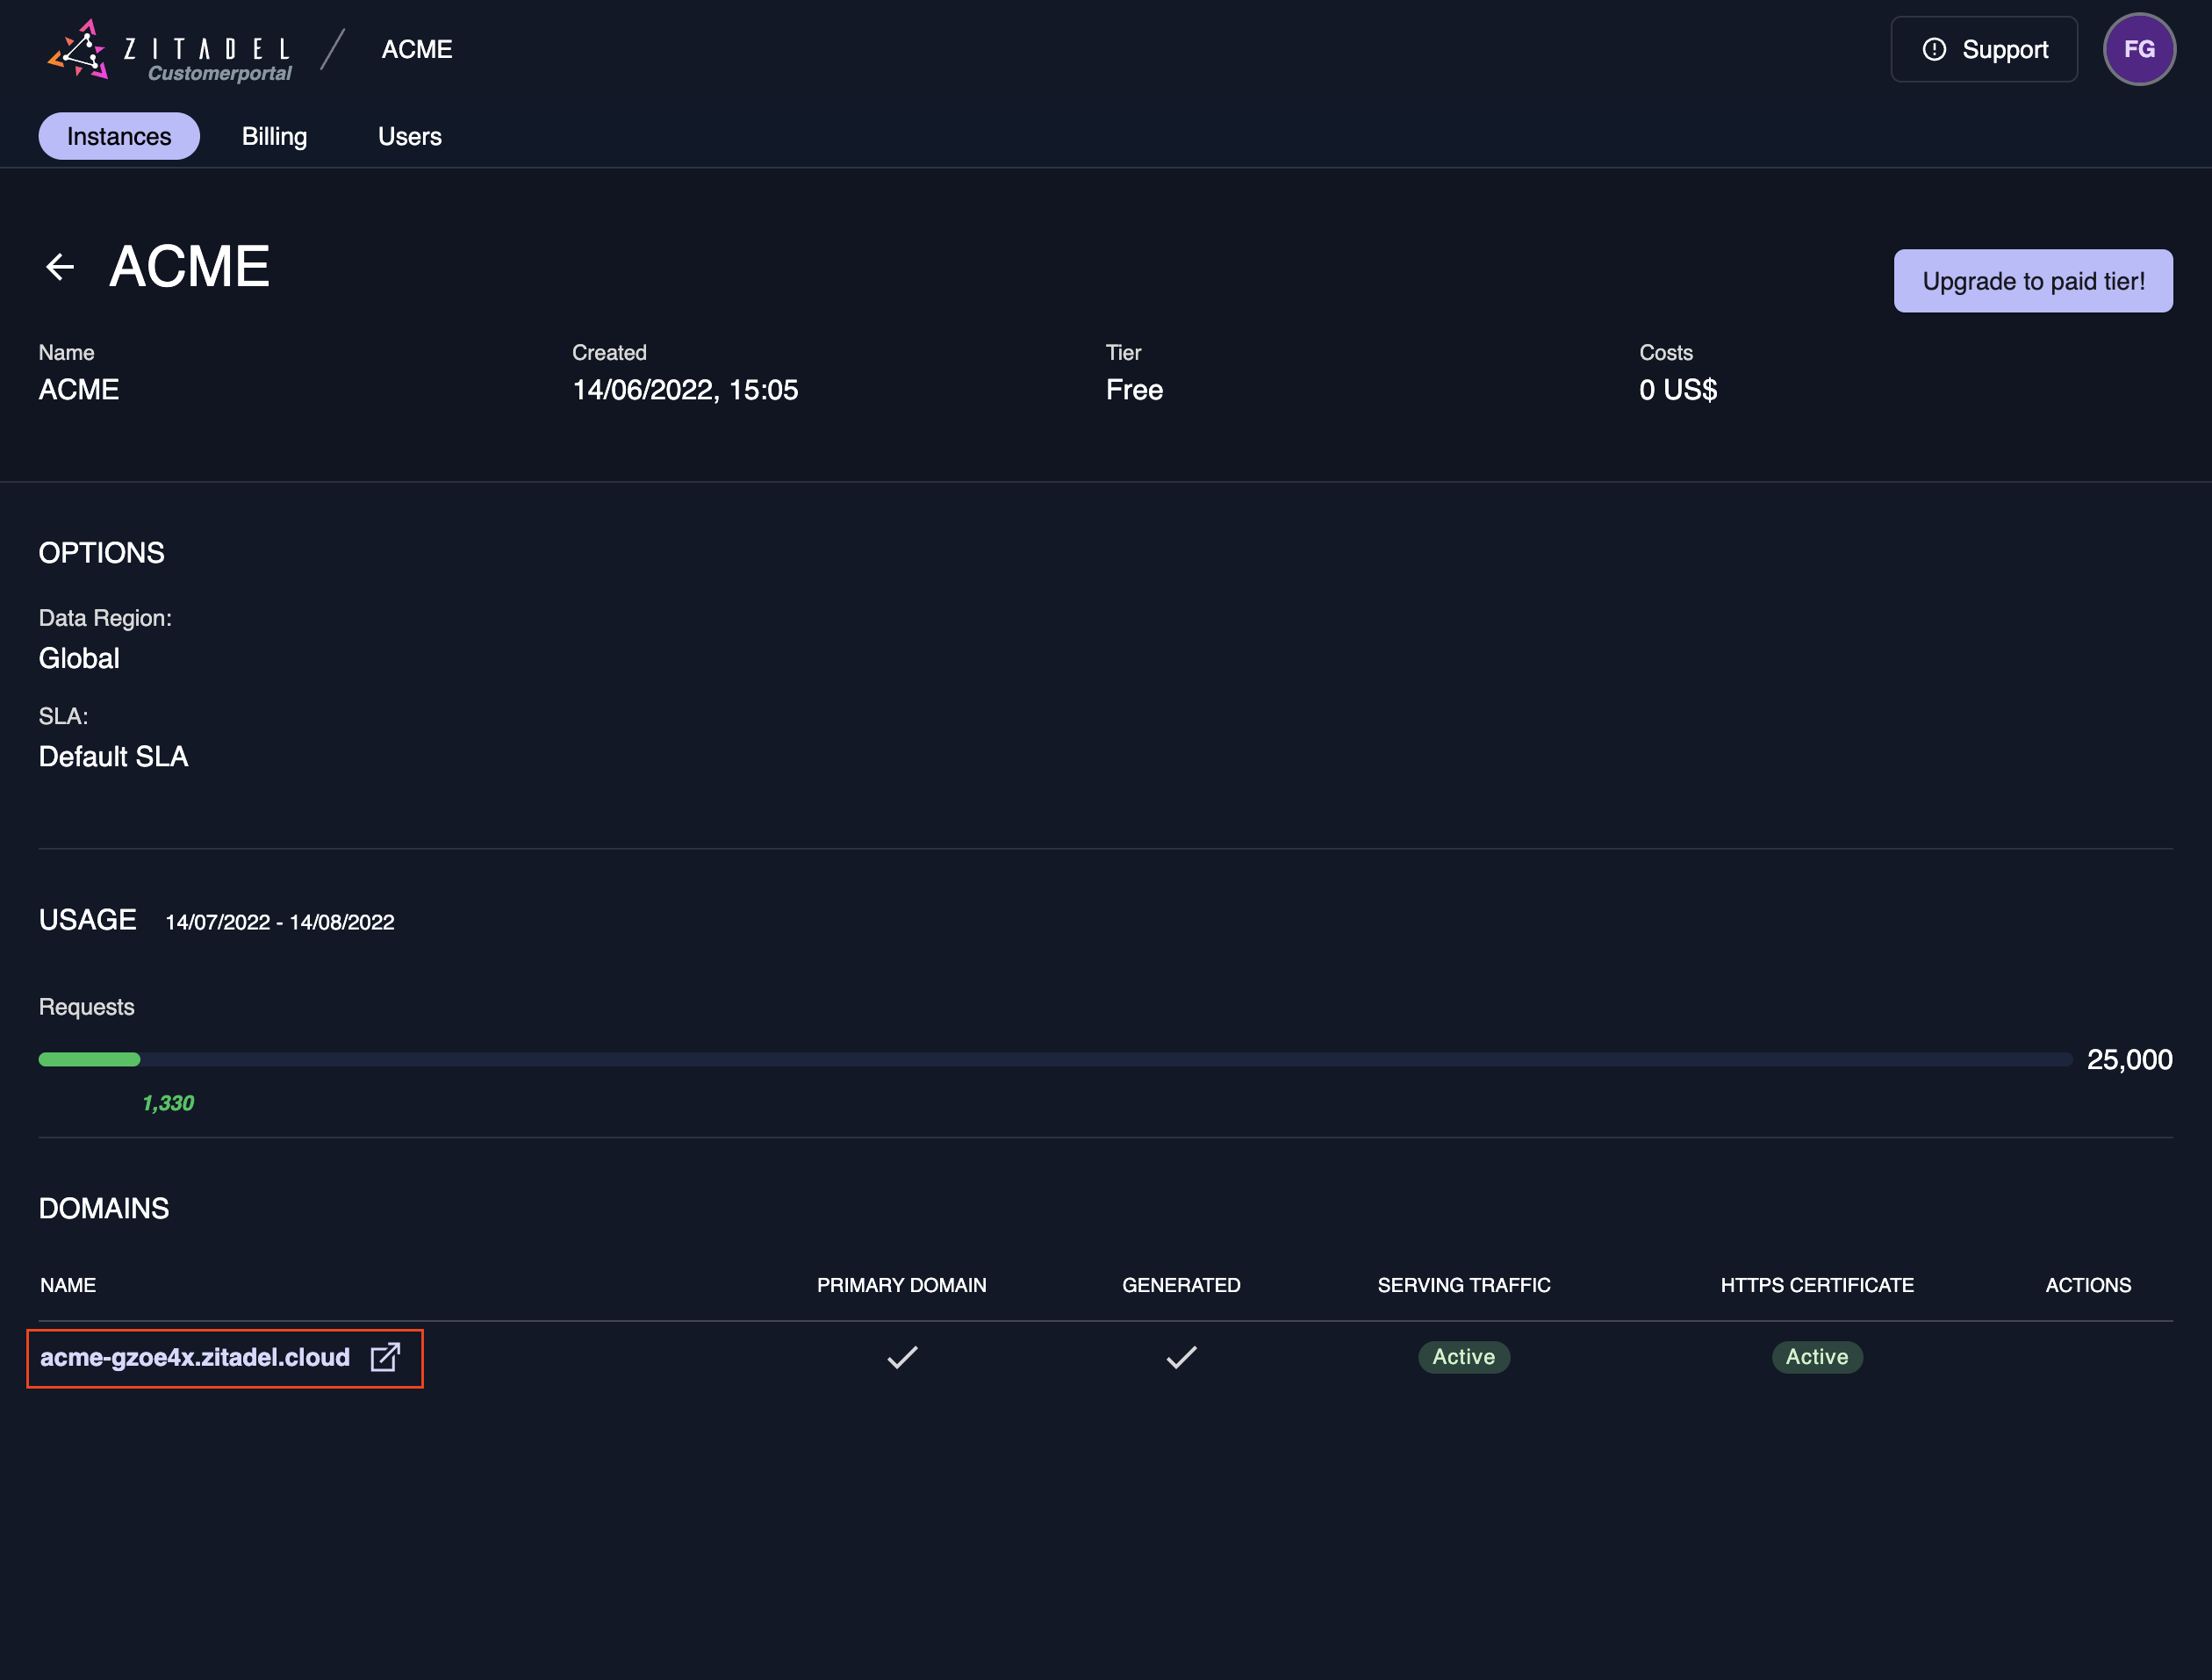 ZITADEL
Customerportal
ACME
Support
FG
Instances Billing Users
ACME
Upgrade to paid tier!
Name Created Tier Costs
ACME 14/06/2022, 15:05 Free 0 US$
OPTIONS
Data Region:
Global
SLA:
Default SLA
USAGE 14/07/2022 - 14/08/2022
Requests
25,000
1,330
DOMAINS
NAME PRIMARY DOMAIN GENERATED SERVING TRAFFIC HTTPS CERTIFICATE ACTIONS
acme-gzoe4x.zitadel.cloud Active Active